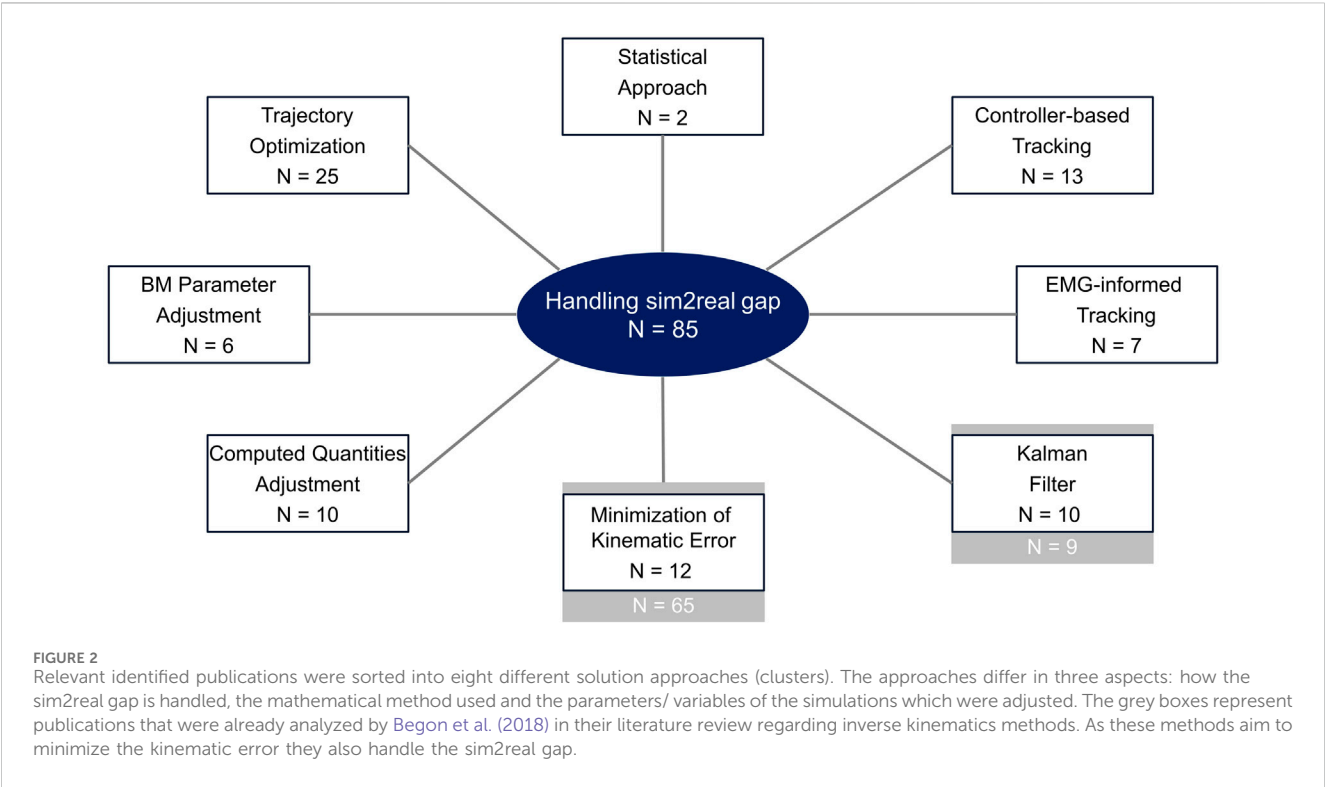 Statistical
Approach
N = 2
Trajectory
Optimization
N = 25
Controller-based
Tracking
N = 13
BM Parameter
Adjustment
N = 6
Handling sim2real gap
N = 85
EMG-informed
Tracking
N = 7
Computed Quantities
Adjustment
N = 10
Minimization of
Kinematic Error
N = 12
N = 65
Kalman
Filter
N = 10
N = 9
FIGURE 2
Relevant identified publications were sorted into eight different solution approaches (clusters). The approaches differ in three aspects: how the
sim2real gap is handled, the mathematical method used and the parameters/ variables of the simulations which were adjusted. The grey boxes represent
publications that were already analyzed by Begon et al. (2018) in their literature review regarding inverse kinematics methods. As these methods aim to
minimize the kinematic error they also handle the sim2real gap.